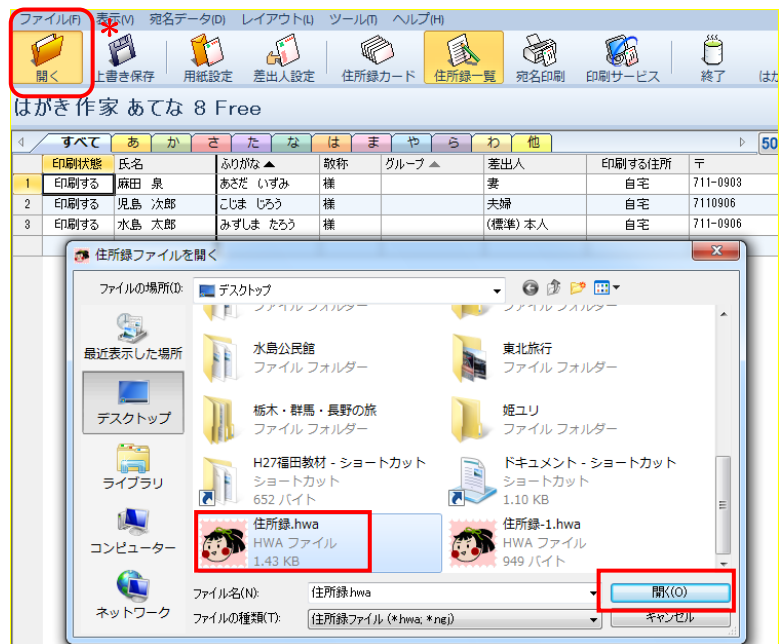 ファイル(F) 表示(V) 宛名データ(D) レイアウト(L) ツール(T) ヘルプ(H)
*
開く 上書き保存 用紙設定 差出人設定 住所録カード 住所録一覧 宛名印刷 印刷サービス 終了 はが
はがき作家 あてな 8 Free
すべて あ か さ た な は ま や ら わ 他 50
印刷状態 氏名 ふりがな ▲ 敬称 グループ ▲ 差出人 印刷する住所 〒
1 印刷する 麻田 泉 あさだ いずみ 様 妻 自宅 711-0903
2 印刷する 児島 次郎 こじま じろう 様 夫婦 自宅 7110906
3 印刷する 水島 太郎 みずしま たろう 様 (標準)本人 自宅 711-0906
住所録ファイルを開く
ファイルの場所(I): デスクトップ
ファイル フォルダー ファイル フォルダー
最近表示した場所
水島公民館
ファイル フォルダー
東北旅行
ファイル フォルダー
デスクトップ
栃木・群馬・長野の旅
ファイル フォルダー
姫ユリ
ファイル フォルダー
ライブラリ
H27福田教材 - ショートカット
ショートカット
652 バイト
ドキュメント - ショートカット
ショートカット
1.10 KB
コンピューター
住所録.hwa
HWA ファイル
1.43 KB
住所録-1.hwa
HWA ファイル
949 バイト
ネットワーク
ファイル名(N): 住所録.hwa 開く(O)
ファイルの種類(T): 住所録ファイル (*.hwa; *.ngj) キャンセル